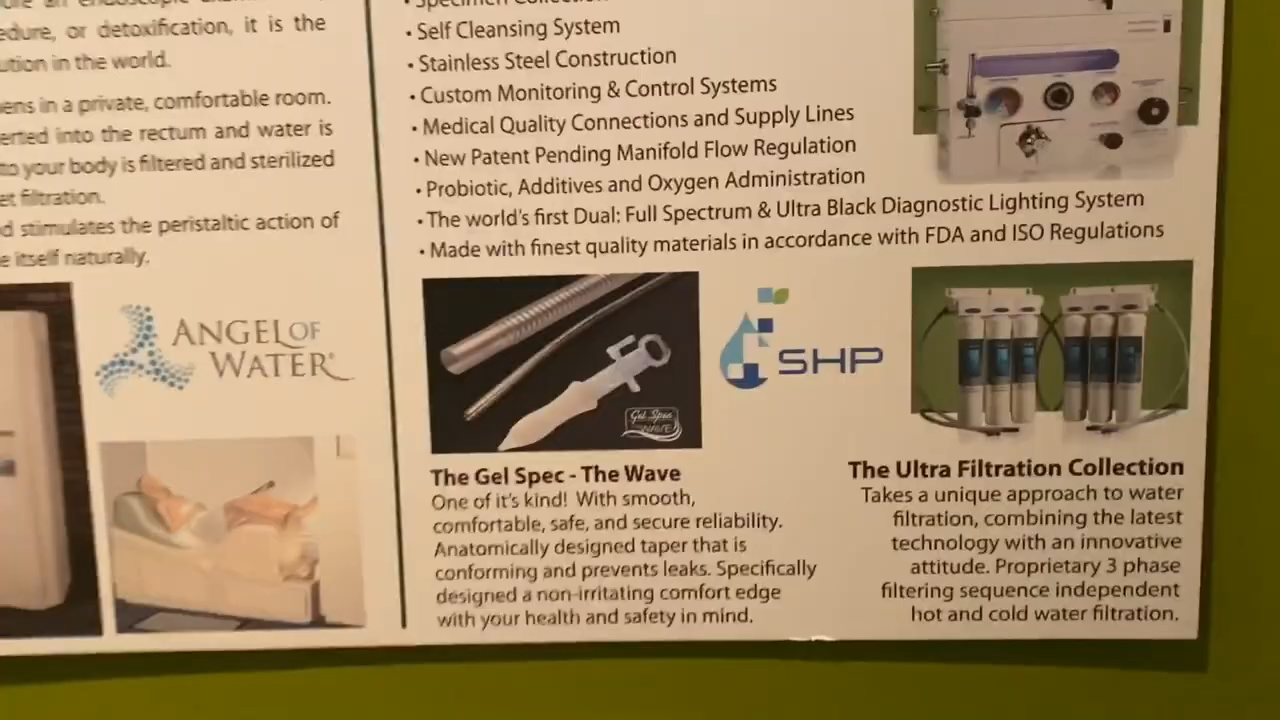 edure, or detoxification, it is the
ution in the world.
ens in a private, comfortable room.
erted into the rectum and water is
to your body is filtered and sterilized
et filtration.
d stimulates the peristaltic action of
e itself naturally.
ANGEL OF
WATER®
• Self Cleansing System
• Stainless Steel Construction
• Custom Monitoring & Control Systems
• Medical Quality Connections and Supply Lines
• New Patent Pending Manifold Flow Regulation
• Probiotic, Additives and Oxygen Administration
• The world's first Dual: Full Spectrum & Ultra Black Diagnostic Lighting System
• Made with finest quality materials in accordance with FDA and ISO Regulations
Gel Spec
WAVE
SHP
The Gel Spec - The Wave
One of it's kind! With smooth,
comfortable, safe, and secure reliability.
Anatomically designed taper that is
conforming and prevents leaks. Specifically
designed a non-irritating comfort edge
with your health and safety in mind.
The Ultra Filtration Collection
Takes a unique approach to water
filtration, combining the latest
technology with an innovative
attitude. Proprietary 3 phase
filtering sequence independent
hot and cold water filtration.